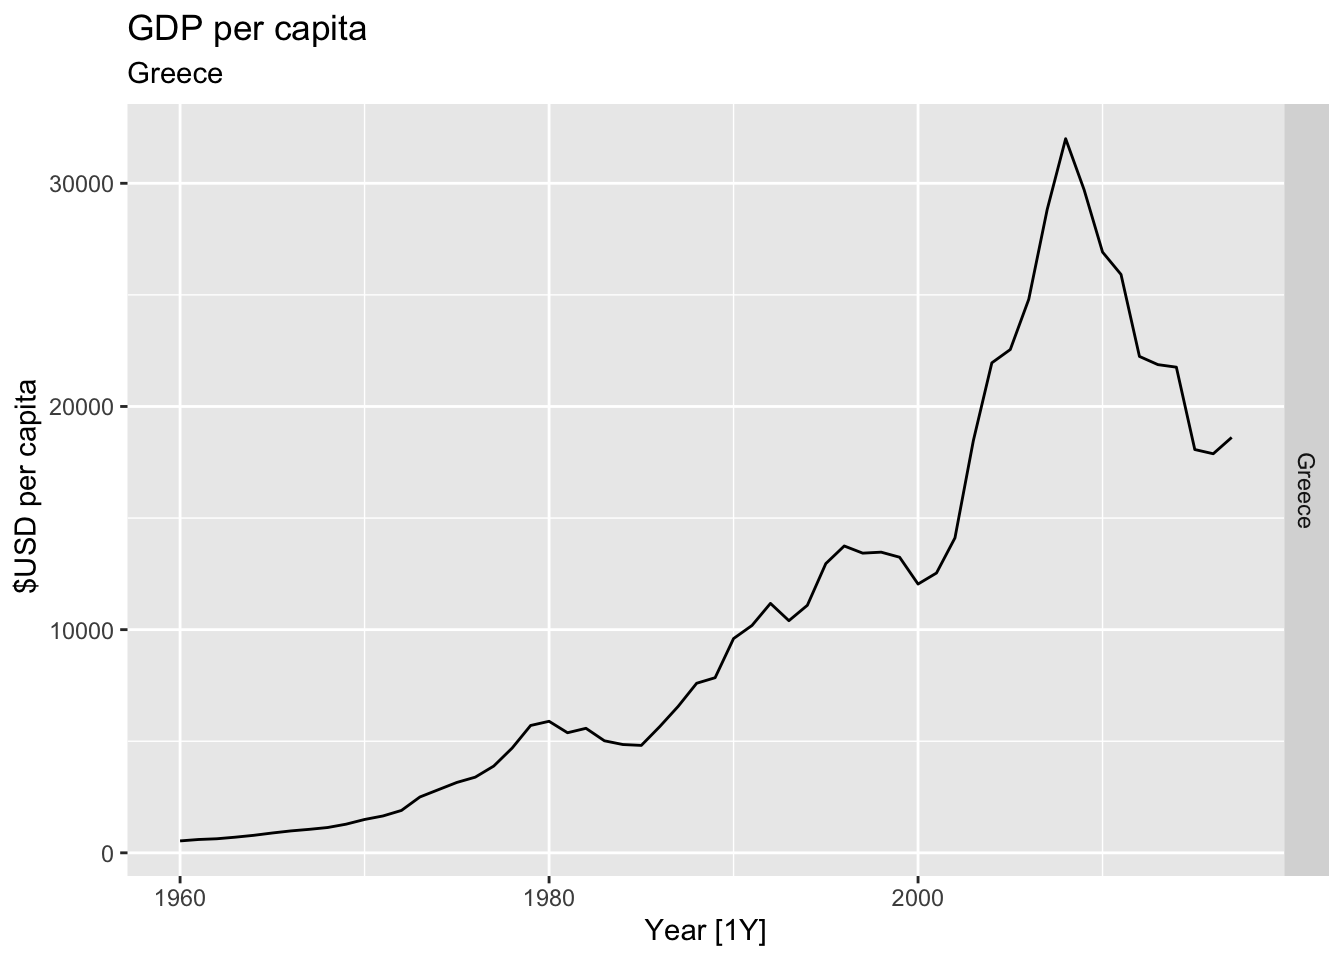 GDP per capita
Greece
30000
20000
10000
0
$USD per capita
1960
1980
2000
Year [1Y]
Greece